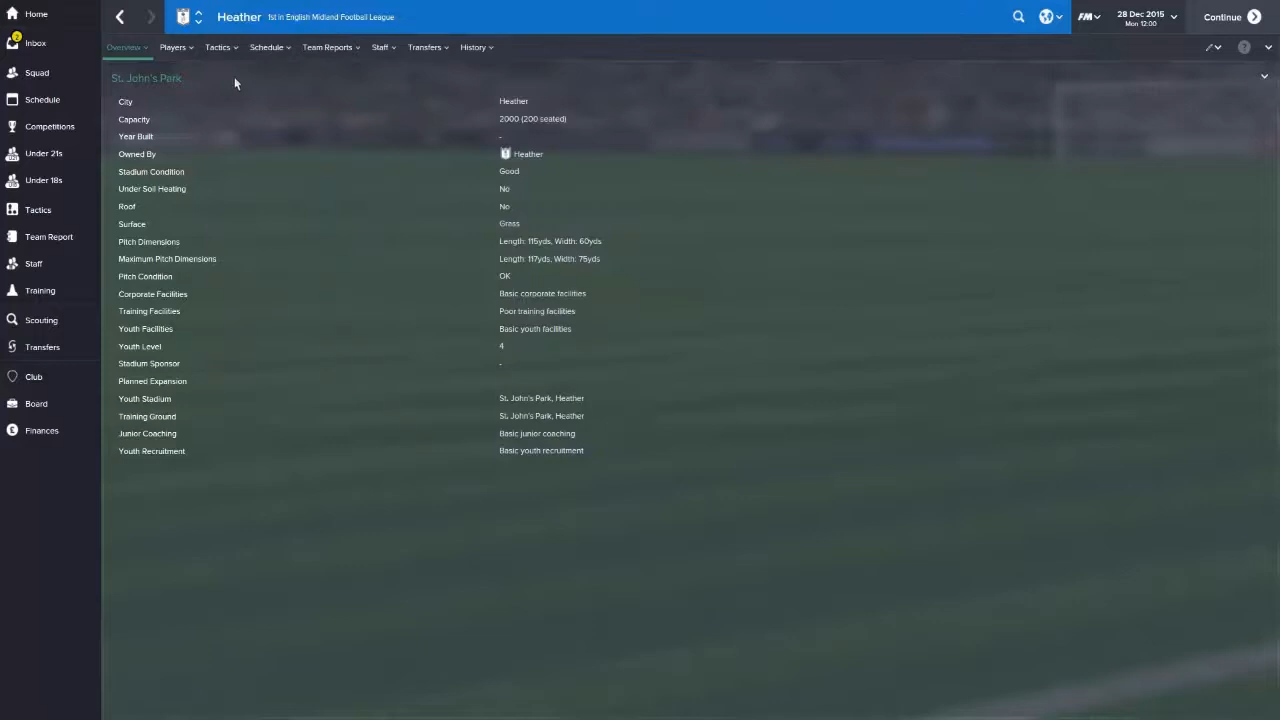 Home
Inbox
2
Squad
Schedule
Competitions
Under 21s
Under 18s
Tactics
Team Report
Staff
Training
Scouting
Transfers
Club
Board
Finances
Heather 1st in English Midland Football League
FM
28 Dec 2015
Mon 12:00
Continue
Overview Players Tactics Schedule Team Reports Staff Transfers History
St. John's Park
City Heather
Capacity 2000 (200 seated)
Year Built -
Owned By Heather
Stadium Condition Good
Under Soil Heating No
Roof No
Surface Grass
Pitch Dimensions Length: 115yds, Width: 60yds
Maximum Pitch Dimensions Length: 117yds, Width: 75yds
Pitch Condition OK
Corporate Facilities Basic corporate facilities
Training Facilities Poor training facilities
Youth Facilities Basic youth facilities
Youth Level 4
Stadium Sponsor -
Planned Expansion
Youth Stadium St. John's Park, Heather
Training Ground St. John's Park, Heather
Junior Coaching Basic junior coaching
Youth Recruitment Basic youth recruitment